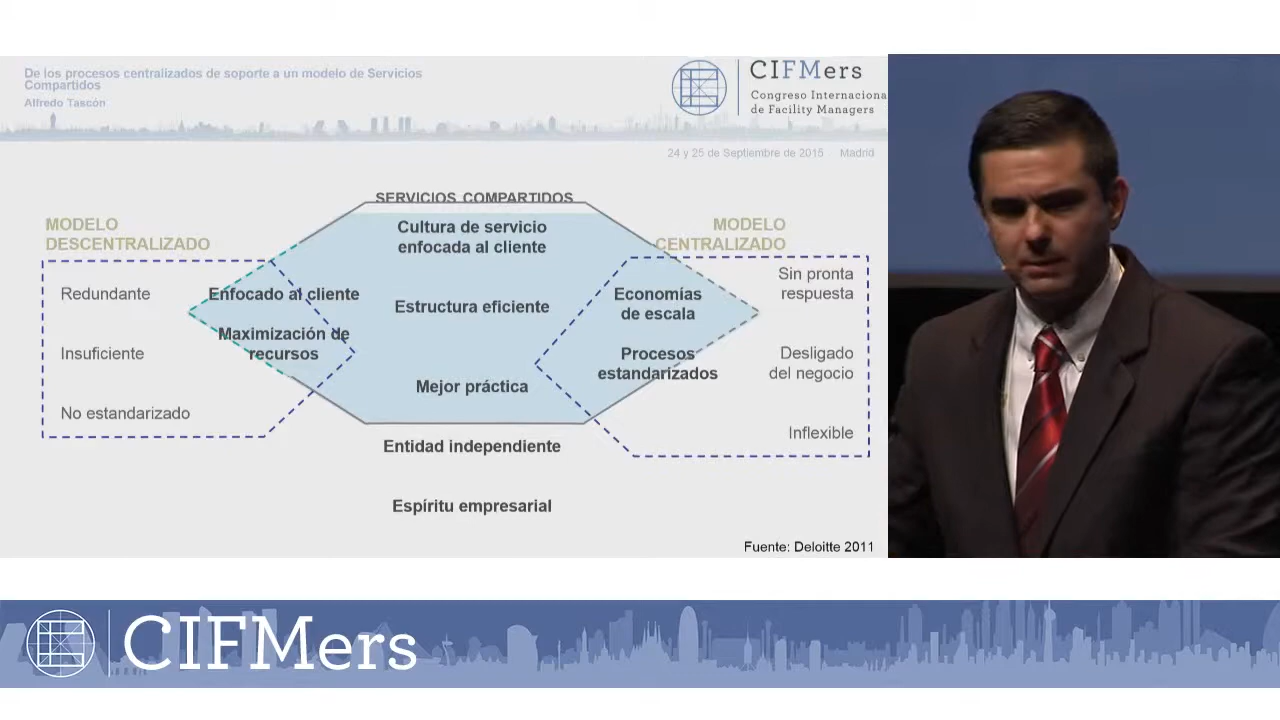 De los procesos centralizados de soporte a un modelo de Servicios
Compartidos
Alfredo Tascón
CIFMers
Congreso Internaciona
de Facility Managers
24 y 25 de Septiembre de 2015 Madrid
SERVICIOS COMPARTIDOS
MODELO
DESCENTRALIZADO
Redundante
Insuficiente
No estandarizado
Enfocado al cliente
Maximización de
recursos
Cultura de servicio
enfocada al cliente
Estructura eficiente
Mejor práctica
Entidad independiente
Espíritu empresarial
MODELO
CENTRALIZADO
Economías
de escala
Procesos
estandarizados
Sin pronta
respuesta
Desligado
del negocio
Inflexible
Fuente: Deloitte 2011
CIFMers